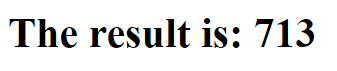 The result is: 713